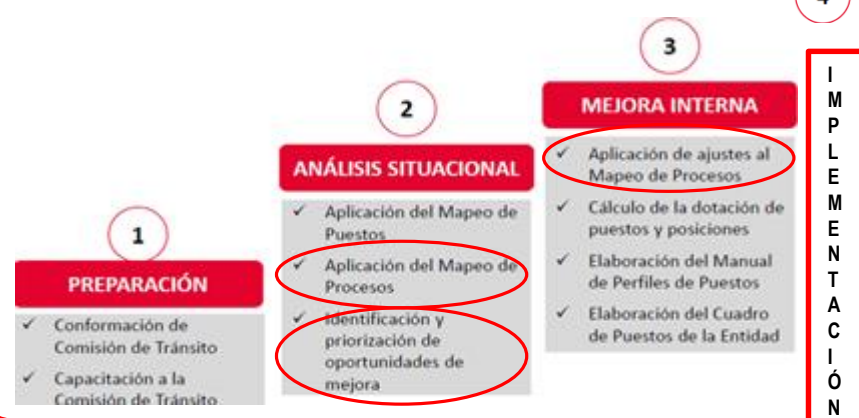 1
PREPARACIÓN
✓ Conformación de
Comisión de Tránsito
✓ Capacitación a la
Comisión de Tránsito
2
ANÁLISIS SITUACIONAL
✓ Aplicación del Mapeo de
Puestos
✓ Aplicación del Mapeo de
Procesos
✓ Identificación y
priorización de
oportunidades de
mejora
3
MEJORA INTERNA
✓ Aplicación de ajustes al
Mapeo de Procesos
✓ Cálculo de la dotación de
puestos y posiciones
✓ Elaboración del Manual
de Perfiles de Puestos
✓ Elaboración del Cuadro
de Puestos de la Entidad
4
I
M
P
L
E
M
E
N
T
A
C
I
Ó
N